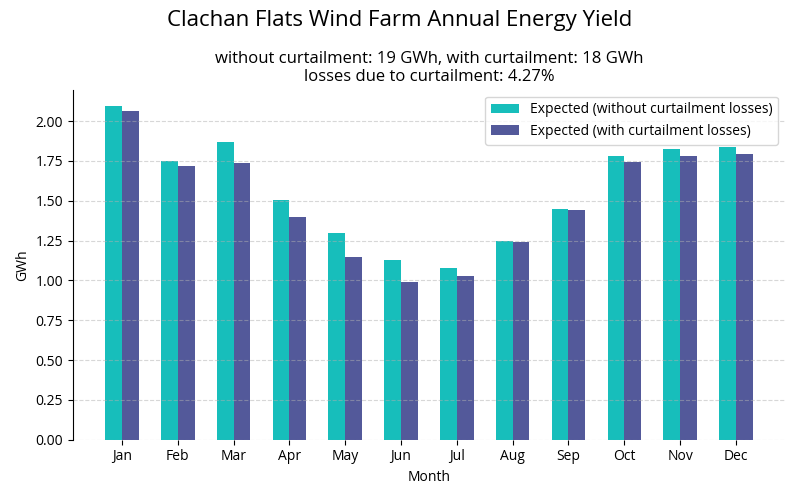 Clachan Flats Wind Farm Annual Energy Yield
without curtailment: 19 GWh, with curtailment: 18 GWh
losses due to curtailment: 4.27%
Expected (without curtailment losses)
Expected (with curtailment losses)
GWh
2.00
1.75
1.50
1.25
1.00
0.75
0.50
0.25
0.00
Jan Feb Mar Apr May Jun Jul Aug Sep Oct Nov Dec
Month